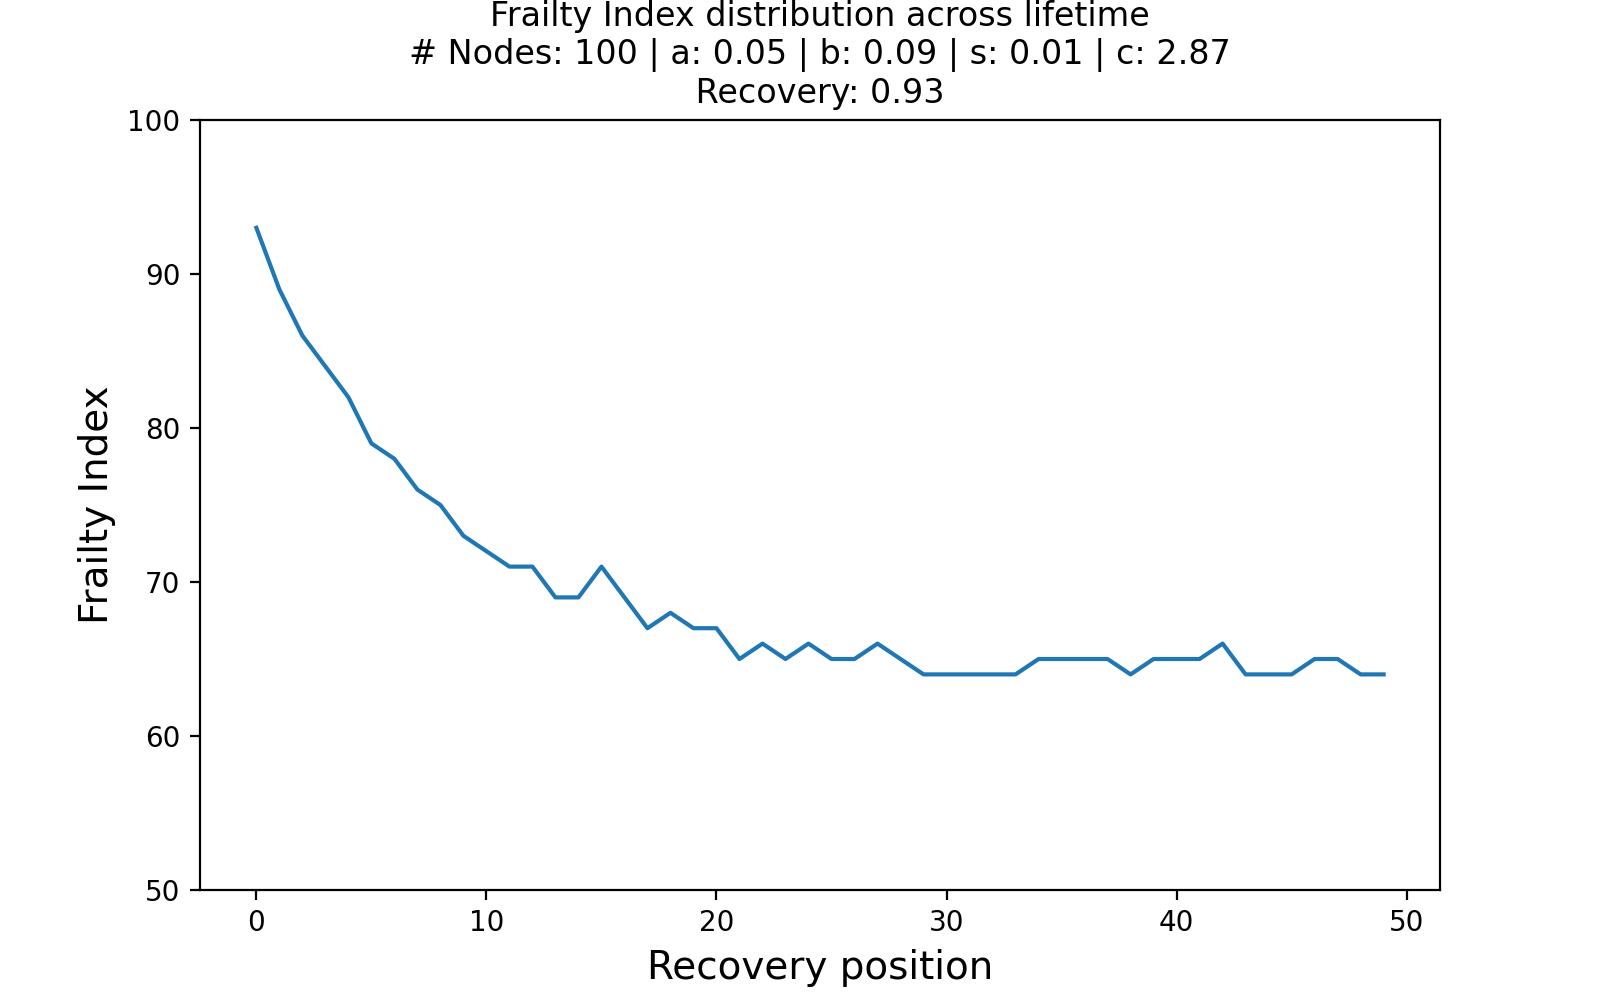 Frailty Index distribution across lifetime
# Nodes: 100 | a: 0.05 | b: 0.09 | s: 0.01 | c: 2.87
Recovery: 0.93
100
90
80
70
60
50
Frailty Index
0 10 20 30 40 50
Recovery position